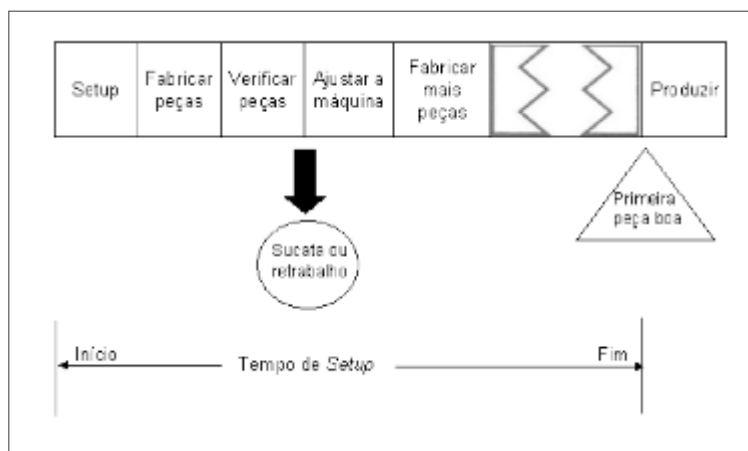 Setup
Fabricar
peças
Verificar
peças
Ajustar a
máquina
Fabricar
mais
peças
Produzir
Primeira
peça boa
Sucata ou
retrabalho
Início
Tempo de Setup
Fim